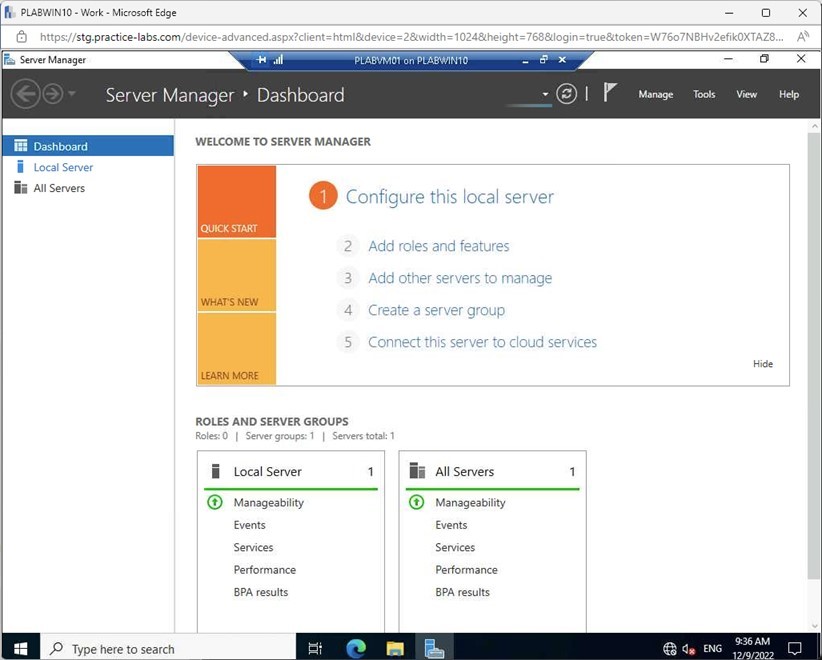 PLABWIN10 - Work - Microsoft Edge
https://stg.practice-labs.com/device-advanced.aspx?client=html&device=2&width=1024&height=768&login=true&token=W76o7NBHv2efik0XTAZ8...
Server Manager
PLABVM01 on PLABWIN10
Server Manager ‣ Dashboard
Manage Tools View Help
Dashboard
Local Server
All Servers
WELCOME TO SERVER MANAGER
QUICK START
WHAT'S NEW
LEARN MORE
1 Configure this local server
2 Add roles and features
3 Add other servers to manage
4 Create a server group
5 Connect this server to cloud services
Hide
ROLES AND SERVER GROUPS
Roles: 0 | Server groups: 1 | Servers total: 1
Local Server 1
Manageability
Events
Services
Performance
BPA results
All Servers 1
Manageability
Events
Services
Performance
BPA results
Type here to search
ENG
9:36 AM
12/9/2022